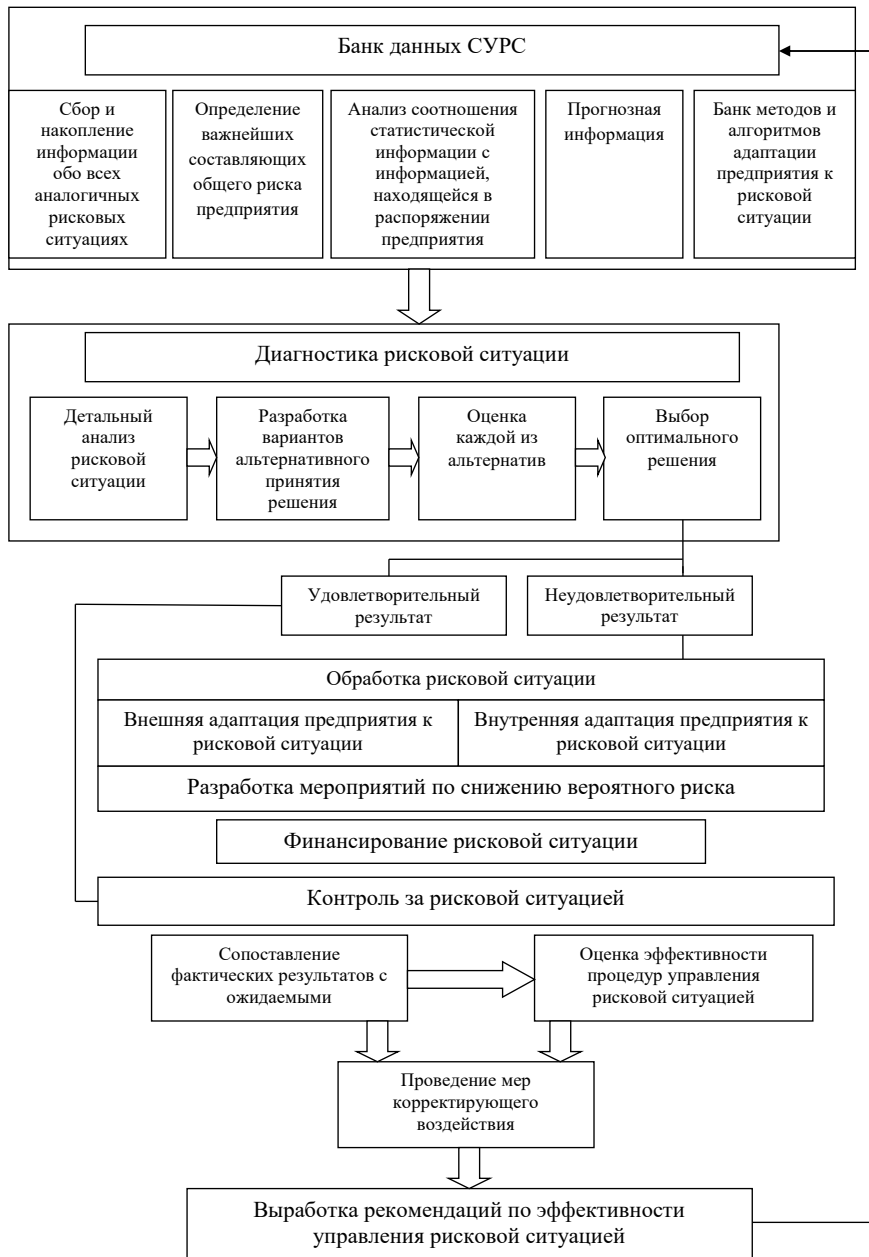 Банк данных СУРС
Сбор и
накопление
информации
обо всех
аналогичных
рисковых
ситуациях
Определение
важнейших
составляющих
общего риска
предприятия
Анализ соотношения
статистической
информации с
информацией,
находящейся в
распоряжении
предприятия
Прогнозная
информация
Банк методов и
алгоритмов
адаптации
предприятия к
рисковой
ситуации
Диагностика рисковой ситуации
Детальный
анализ
рисковой
ситуации
Разработка
вариантов
альтернативного
принятия
решения
Оценка
каждой из
альтернатив
Выбор
оптимального
решения
Удовлетворительный
результат
Неудовлетворительный
результат
Обработка рисковой ситуации
Внешняя адаптация предприятия к
рисковой ситуации
Внутренняя адаптация предприятия к
рисковой ситуации
Разработка мероприятий по снижению вероятного риска
Финансирование рисковой ситуации
Контроль за рисковой ситуацией
Сопоставление
фактических результатов с
ожидаемыми
Оценка эффективности
процедур управления
рисковой ситуацией
Проведение мер
корректирующего
воздействия
Выработка рекомендаций по эффективности
управления рисковой ситуацией